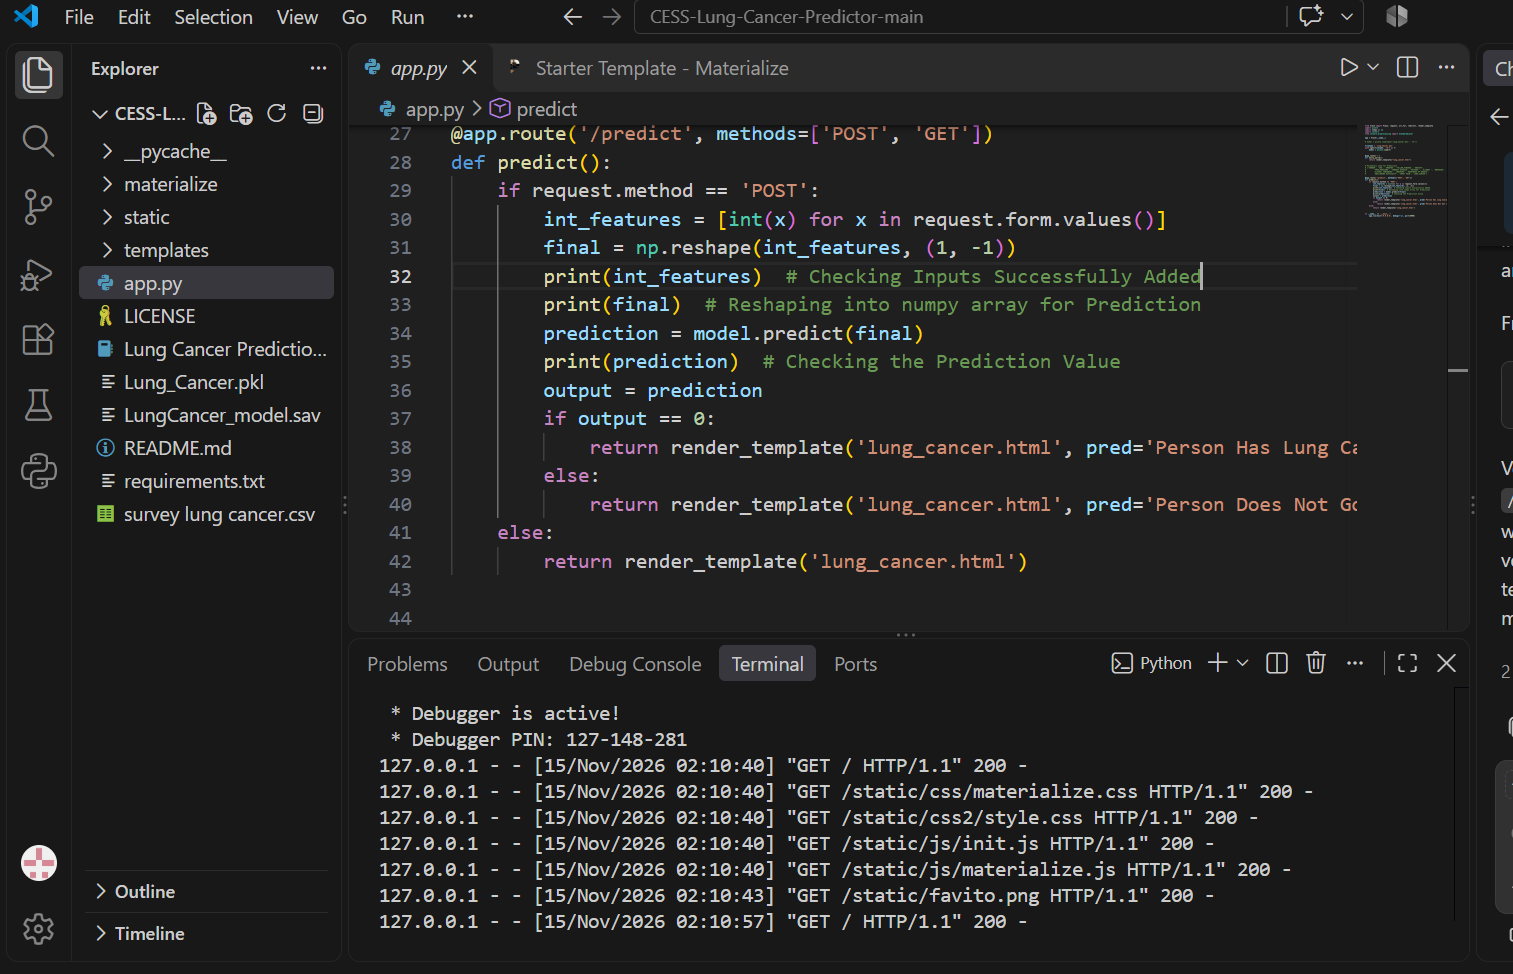 File Edit Selection View Go Run ···
CESS-Lung-Cancer-Predictor-main
Explorer ···
CESS-L...
__pycache__
materialize
static
templates
app.py
LICENSE
Lung Cancer Predictio...
Lung_Cancer.pkl
LungCancer_model.sav
README.md
requirements.txt
survey lung cancer.csv
Outline
Timeline
app.py
Starter Template - Materialize
app.py > predict
27 @app.route('/predict', methods=['POST', 'GET'])
28 def predict():
29 if request.method == 'POST':
30 int_features = [int(x) for x in request.form.values()]
31 final = np.reshape(int_features, (1, -1))
32 print(int_features)  # Checking Inputs Successfully Added
33 print(final)  # Reshaping into numpy array for Prediction
34 prediction = model.predict(final)
35 print(prediction)  # Checking the Prediction Value
36 output = prediction
37 if output == 0:
38 return render_template('lung_cancer.html', pred='Person Has Lung Ca
39 else:
40 return render_template('lung_cancer.html', pred='Person Does Not Go
41 else:
42 return render_template('lung_cancer.html')
43
44
Problems Output Debug Console Terminal Ports
Python
* Debugger is active!
* Debugger PIN: 127-148-281
127.0.0.1 - - [15/Nov/2026 02:10:40] "GET / HTTP/1.1" 200 -
127.0.0.1 - - [15/Nov/2026 02:10:40] "GET /static/css/materialize.css HTTP/1.1" 200 -
127.0.0.1 - - [15/Nov/2026 02:10:40] "GET /static/css2/style.css HTTP/1.1" 200 -
127.0.0.1 - - [15/Nov/2026 02:10:40] "GET /static/js/init.js HTTP/1.1" 200 -
127.0.0.1 - - [15/Nov/2026 02:10:40] "GET /static/js/materialize.js HTTP/1.1" 200 -
127.0.0.1 - - [15/Nov/2026 02:10:43] "GET /static/favito.png HTTP/1.1" 200 -
127.0.0.1 - - [15/Nov/2026 02:10:57] "GET / HTTP/1.1" 200 -